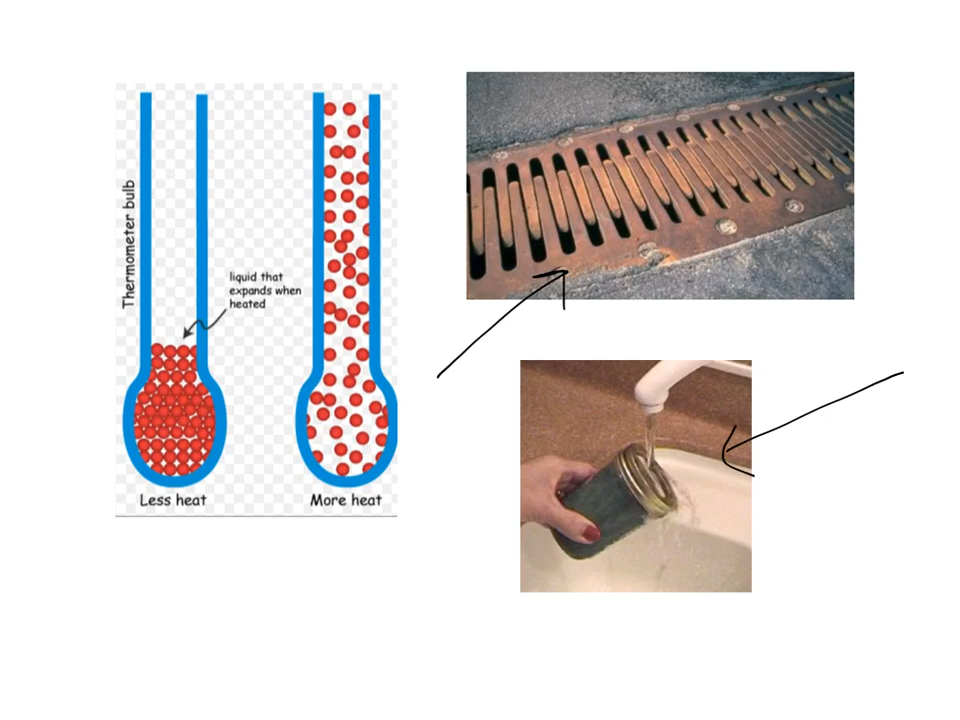 Thermometer bulb
liquid that
expands when
heated
Less heat
More heat